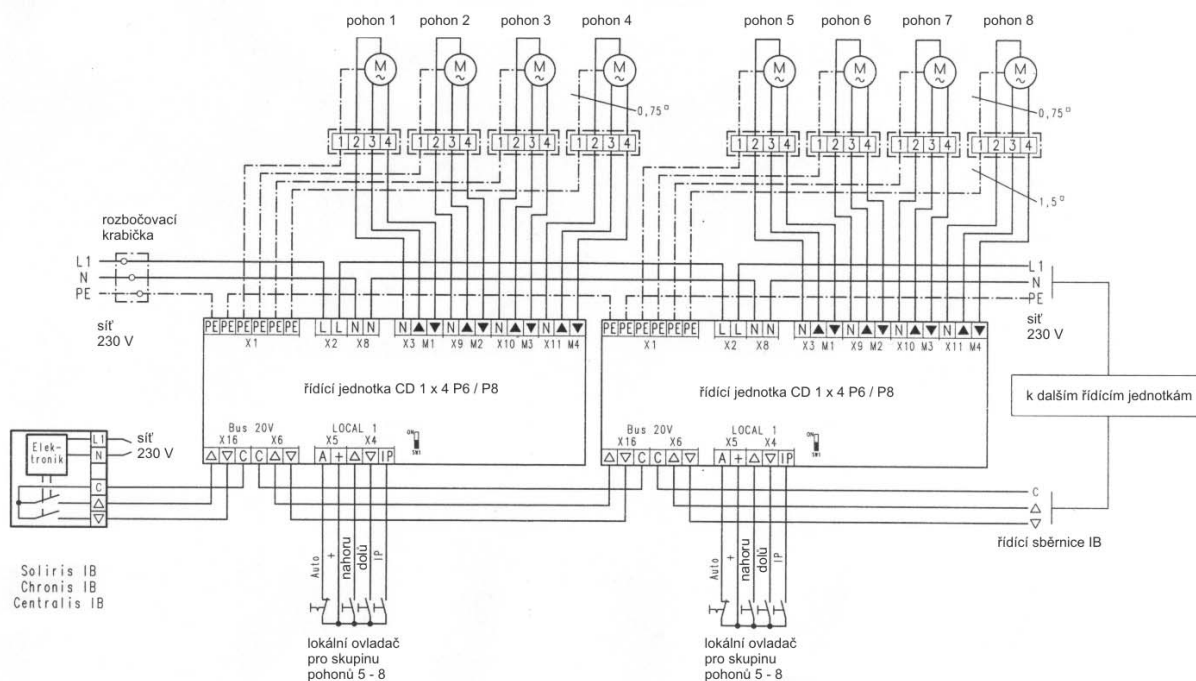 pohon 1 pohon 2 pohon 3 pohon 4 pohon 5 pohon 6 pohon 7 pohon 8
M ~ M ~ M ~ M ~ M ~ M ~ M ~ M ~
0,75 0,75
1 2 3 4 1 2 3 4 1 2 3 4 1 2 3 4 1 2 3 4 1 2 3 4 1 2 3 4 1 2 3 4
1,5
rozbočovací
krabička
L1 L1
N N
PE PE
síť
230 V
síť
230 V
PE PE PE PE PE PE L L N N N ▲ ▼ N ▲ ▼ N ▲ ▼ N ▲ ▼
X1 X2 X8 X3 M1 X9 M2 X10 M3 X11 M4
PE PE PE PE PE PE L L N N N ▲ ▼ N ▲ ▼ N ▲ ▼ N ▲ ▼
X1 X2 X8 X3 M1 X9 M2 X10 M3 X11 M4
řídící jednotka CD 1 x 4 P6 / P8
řídící jednotka CD 1 x 4 P6 / P8
k dalším řídícím jednotkám
Bus 20V LOCAL 1
X16 X6 X5 X4
ON
SW1
△ ▽ C C △ ▽ A + △ ▽ IP
Bus 20V LOCAL 1
X16 X6 X5 X4
ON
SW1
△ ▽ C C △ ▽ A + △ ▽ IP
Elek-
tronik
L1
N
C
△
▽
síť
230 V
C
△
▽
řídící sběrnice IB
Soliris IB
Chronis IB
Centralis IB
Auto + nahoru dolů IP
Auto + nahoru dolů IP
lokální ovladač
pro skupinu
pohonů 5 - 8
lokální ovladač
pro skupinu
pohonů 5 - 8